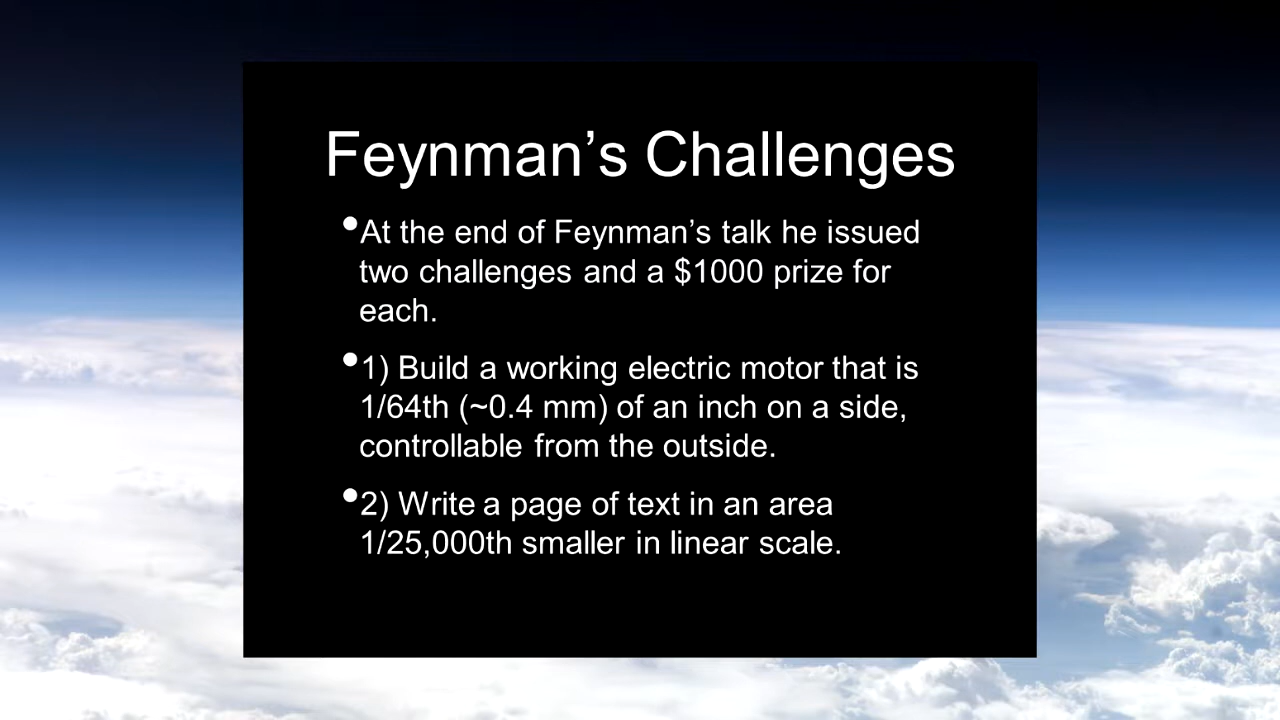 Feynman’s Challenges
•At the end of Feynman’s talk he issued
two challenges and a $1000 prize for
each.
•1) Build a working electric motor that is
1/64th (~0.4 mm) of an inch on a side,
controllable from the outside.
•2) Write a page of text in an area
1/25,000th smaller in linear scale.